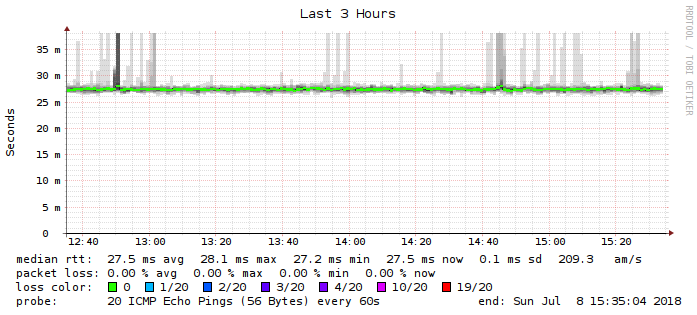 Last 3 Hours
RRDTOOL / TOBI OETIKER
Seconds
35 m
30 m
25 m
20 m
15 m
10 m
5 m
0
12:40 13:00 13:20 13:40 14:00 14:20 14:40 15:00 15:20
median rtt: 27.5 ms avg 28.1 ms max 27.2 ms min 27.5 ms now 0.1 ms sd 209.3 am/s
packet loss: 0.00 % avg 0.00 % max 0.00 % min 0.00 % now
loss color: 0 1/20 2/20 3/20 4/20 10/20 19/20
probe: 20 ICMP Echo Pings (56 Bytes) every 60s end: Sun Jul 8 15:35:04 2018